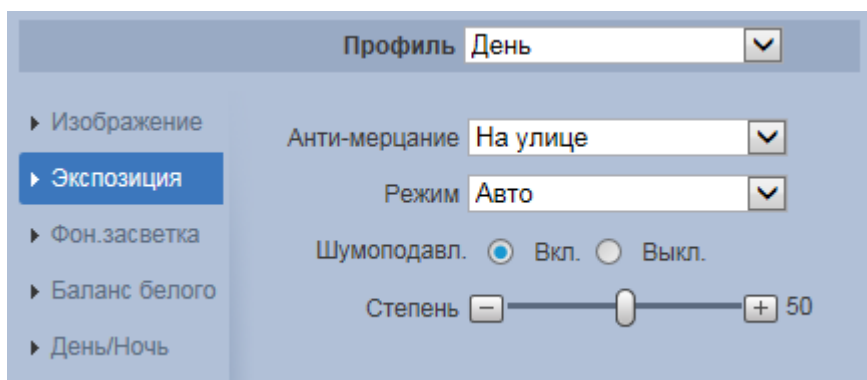 Профиль День
Изображение
Экспозиция
Фон.засветка
Баланс белого
День/Ночь
Анти-мерцание На улице
Режим Авто
Шумоподавл. Вкл. Выкл.
Степень 50